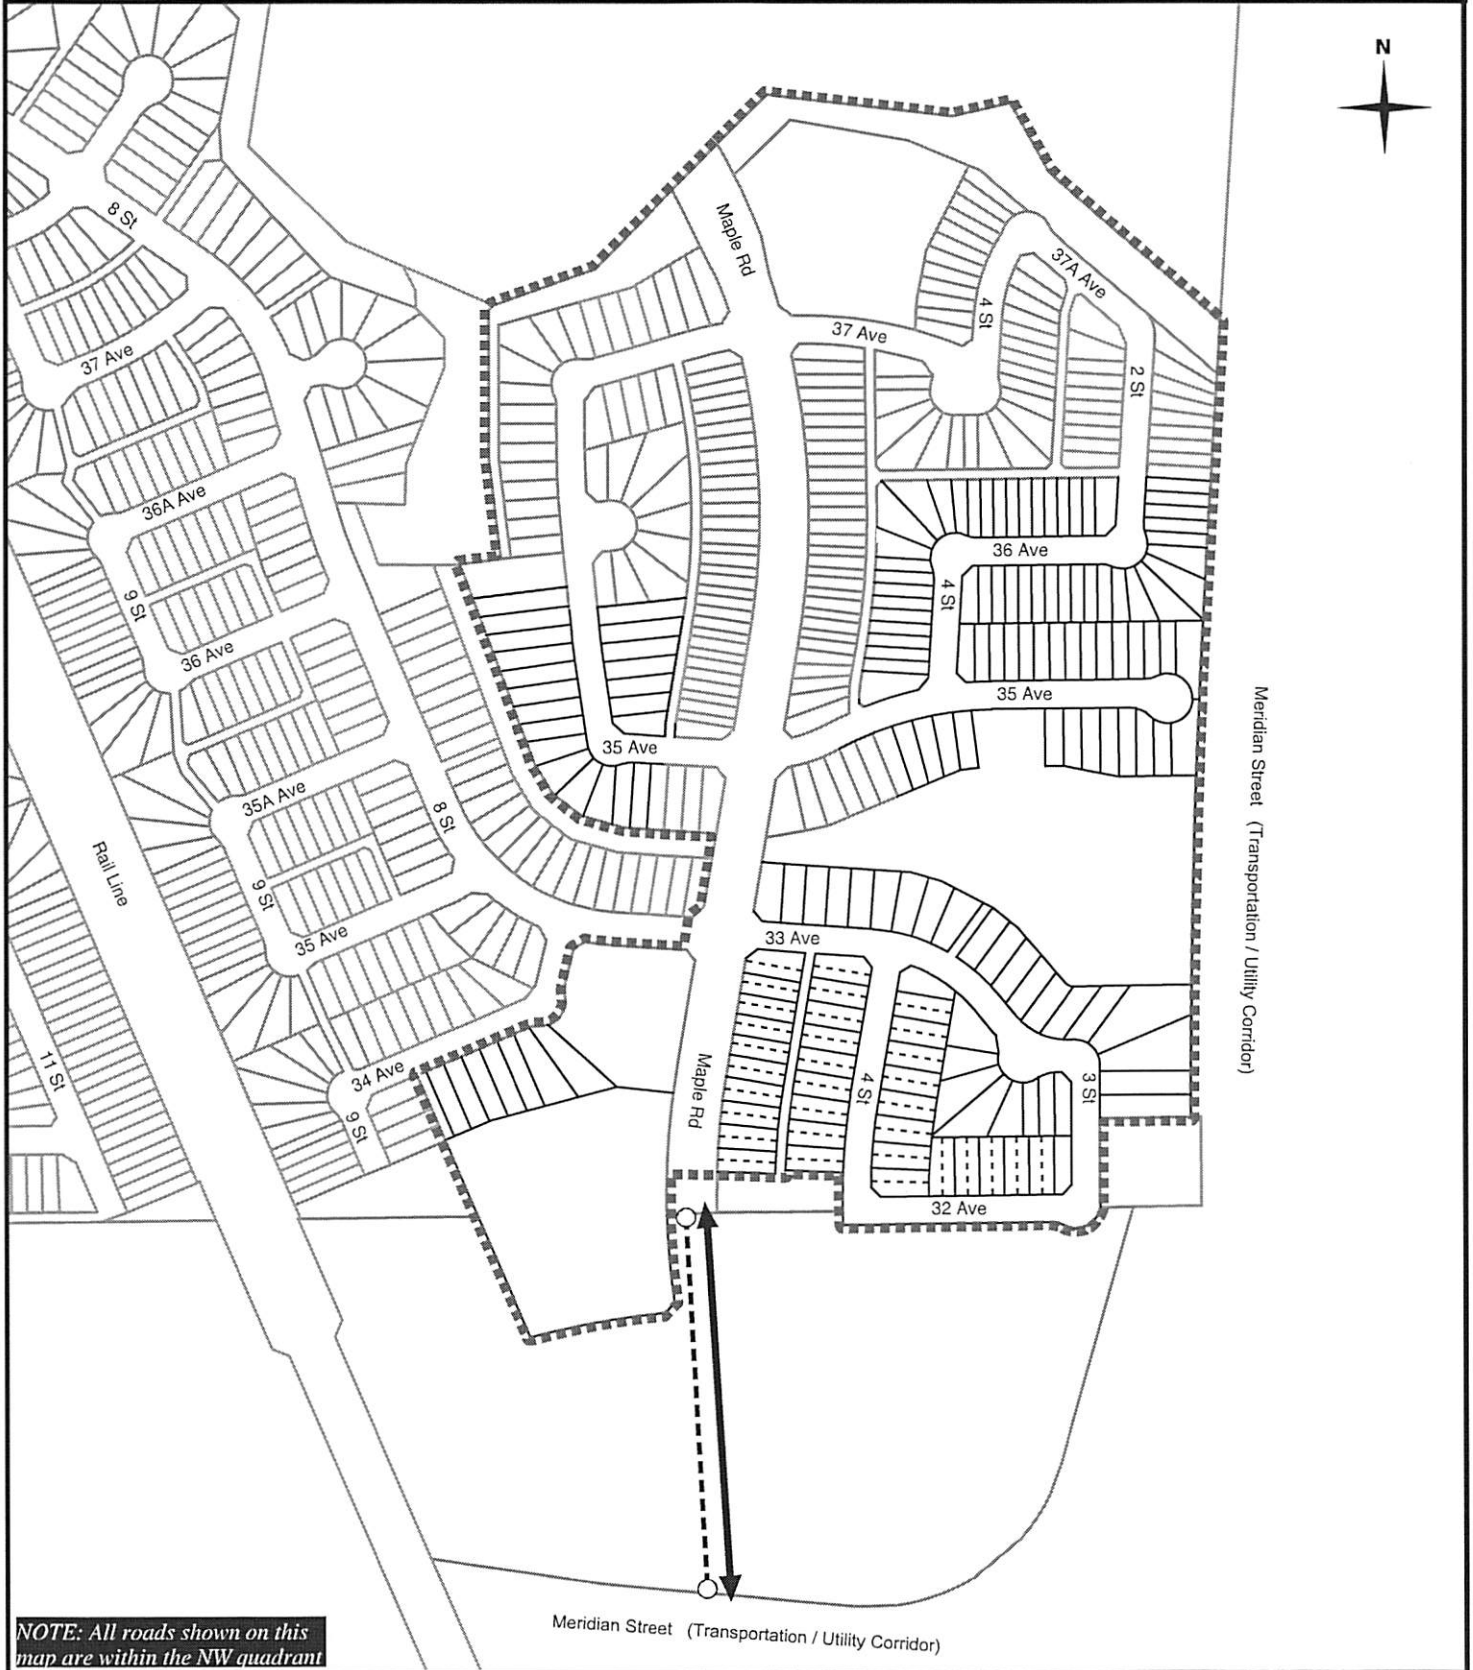 N
8 St
Maple Rd
37A Ave
4 St
37 Ave
37 Ave
2 St
36A Ave
36 Ave
9 St
4 St
36 Ave
35 Ave
35 Ave
Meridian Street (Transportation / Utility Corridor)
35A Ave
8 St
Rail Line
9 St
35 Ave
33 Ave
11 St
34 Ave
4 St
3 St
Maple Rd
9 St
32 Ave
Meridian Street (Transportation / Utility Corridor)
NOTE: All roads shown on this
map are within the NW quadrant